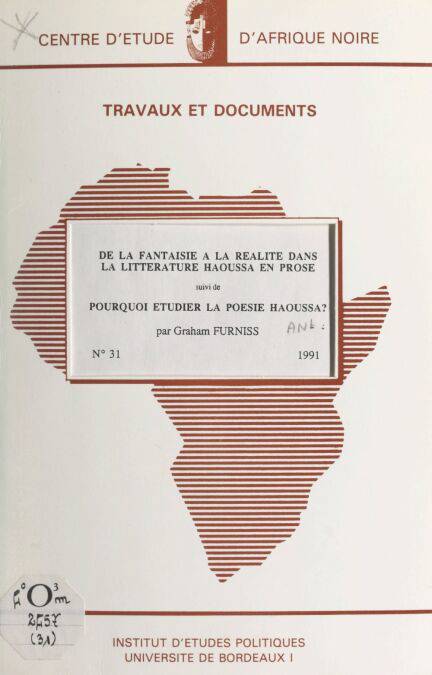 CENTRE D'ETUDE D'AFRIQUE NOIRE
TRAVAUX ET DOCUMENTS
DE LA FANTAISIE A LA REALITE DANS
LA LITTERATURE HAOUSSA EN PROSE
suivi de
POURQUOI ETUDIER LA POESIE HAOUSSA?
par Graham FURNISS
N° 31 1991
INSTITUT D'ETUDES POLITIQUES
UNIVERSITE DE BORDEAUX I